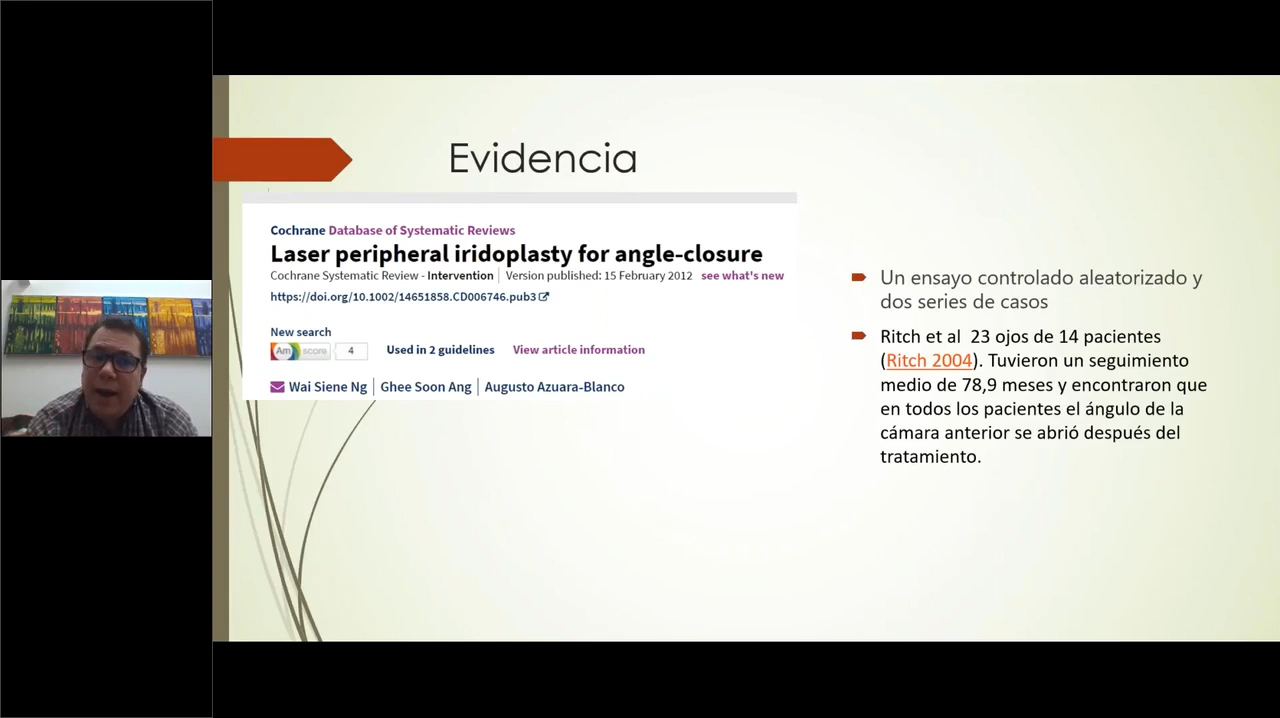 Evidencia
Cochrane Database of Systematic Reviews
Laser peripheral iridoplasty for angle-closure
Cochrane Systematic Review - Intervention | Version published: 15 February 2012 see what's new
https://doi.org/10.1002/14651858.CD006746.pub3
New search
Am score 4 Used in 2 guidelines View article information
Wai Siene Ng | Ghee Soon Ang | Augusto Azuara-Blanco
Un ensayo controlado aleatorizado y
dos series de casos
Ritch et al 23 ojos de 14 pacientes
(Ritch 2004). Tuvieron un seguimiento
medio de 78,9 meses y encontraron que
en todos los pacientes el ángulo de la
cámara anterior se abrió después del
tratamiento.